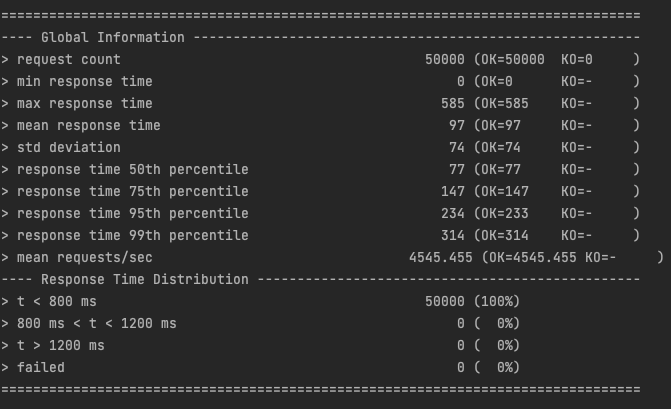 ================================================================================
---- Global Information --------------------------------------------------------
> request count                                      50000 (OK=50000  KO=0     )
> min response time                                      0 (OK=0      KO=-     )
> max response time                                    585 (OK=585    KO=-     )
> mean response time                                    97 (OK=97     KO=-     )
> std deviation                                         74 (OK=74     KO=-     )
> response time 50th percentile                         77 (OK=77     KO=-     )
> response time 75th percentile                        147 (OK=147    KO=-     )
> response time 95th percentile                        234 (OK=233    KO=-     )
> response time 99th percentile                        314 (OK=314    KO=-     )
> mean requests/sec                                4545.455 (OK=4545.455 KO=-     )
---- Response Time Distribution ------------------------------------------------
> t < 800 ms                                         50000 (100%)
> 800 ms < t < 1200 ms                                   0 (  0%)
> t > 1200 ms                                            0 (  0%)
> failed                                                 0 (  0%)
================================================================================